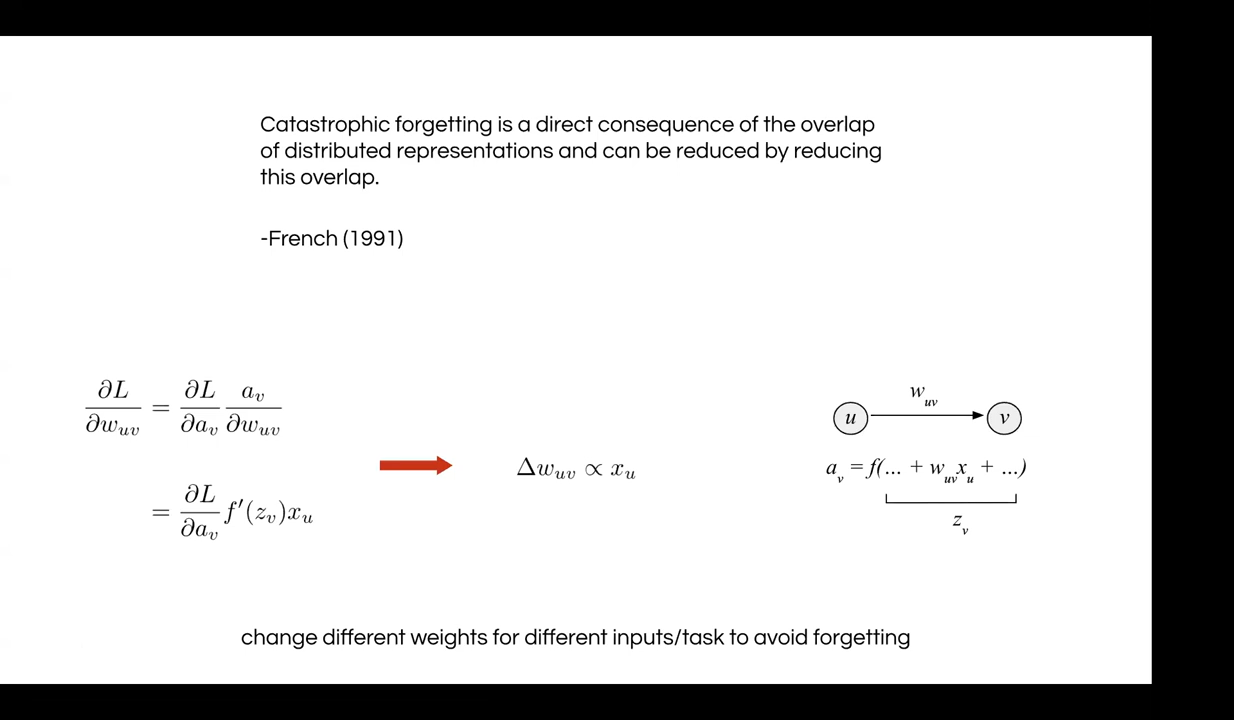 Catastrophic forgetting is a direct consequence of the overlap
of distributed representations and can be reduced by reducing
this overlap.
-French (1991)
∂L/∂w_uv = ∂L/∂a_v a_v/∂w_uv
= ∂L/∂a_v f′(z_v)x_u
Δw_uv ∝ x_u
w_uv
u v
a_v = f(... + w_uv x_u + ...)
z_v
change different weights for different inputs/task to avoid forgetting